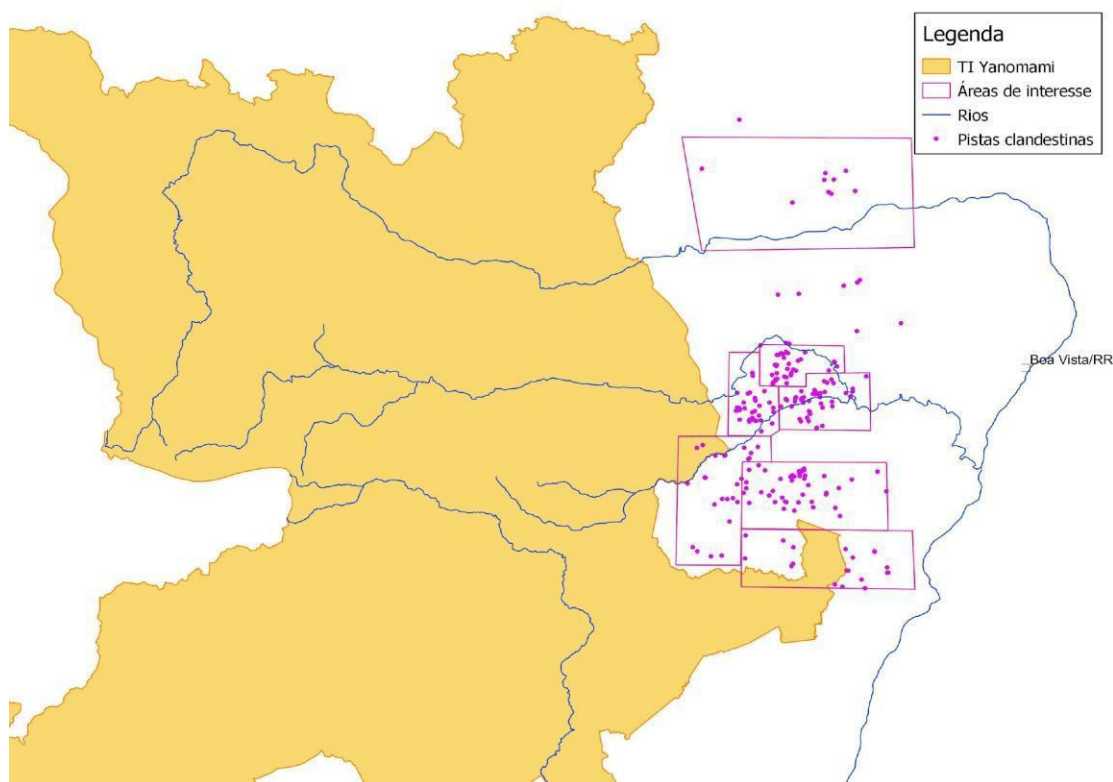 Legenda
TI Yanomami
Áreas de interesse
Rios
Pistas clandestinas
Boa Vista/RR